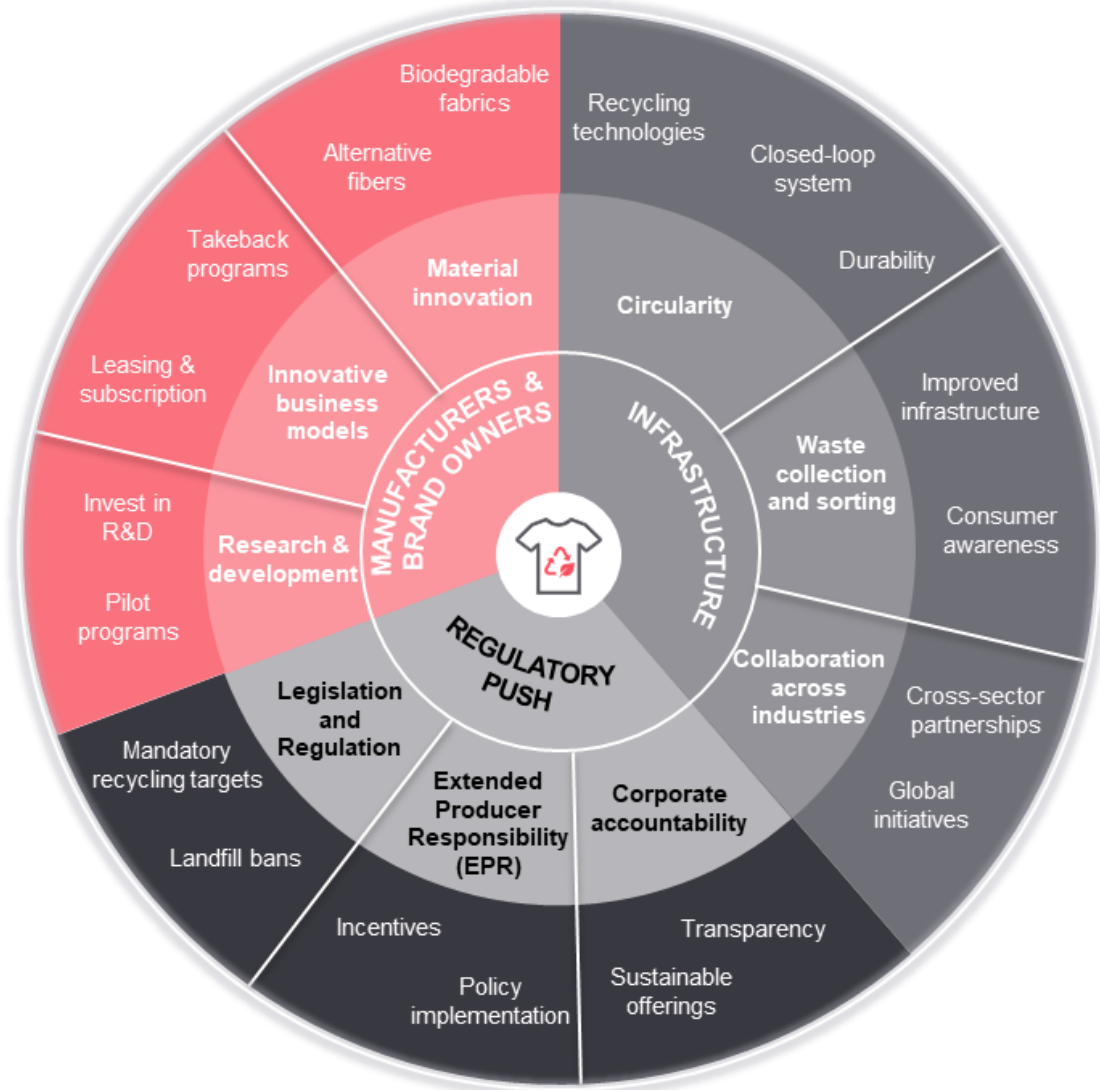 Biodegradable
fabrics
Alternative
fibers
Material
innovation
Takeback
programs
Leasing &
subscription
Innovative
business
models
Invest in
R&D
Pilot
programs
Research &
development
MANUFACTURERS &
BRAND OWNERS
Recycling
technologies
Closed-loop
system
Durability
Circularity
Improved
infrastructure
Consumer
awareness
Waste
collection
and sorting
Cross-sector
partnerships
Global
initiatives
Collaboration
across
industries
INFRASTRUCTURE
REGULATORY
PUSH
Legislation
and
Regulation
Mandatory
recycling targets
Landfill bans
Extended
Producer
Responsibility
(EPR)
Incentives
Policy
implementation
Corporate
accountability
Transparency
Sustainable
offerings